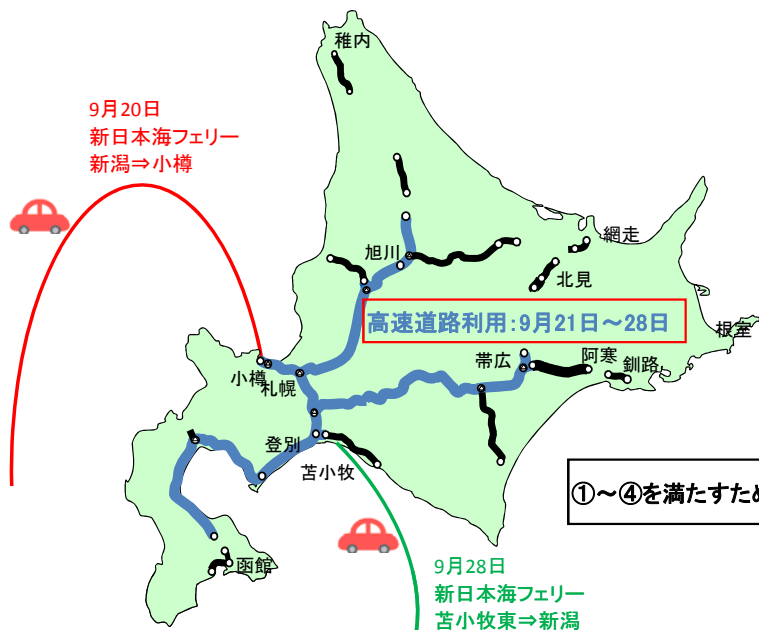 稚内
9月20日
新日本海フェリー
新潟⇒小樽
旭川
網走
北見
高速道路利用:9月21日～28日
根室
小樽
札幌
帯広
阿寒
釧路
登別
苫小牧
①～④を満たすため
函館
9月28日
新日本海フェリー
苫小牧東⇒新潟